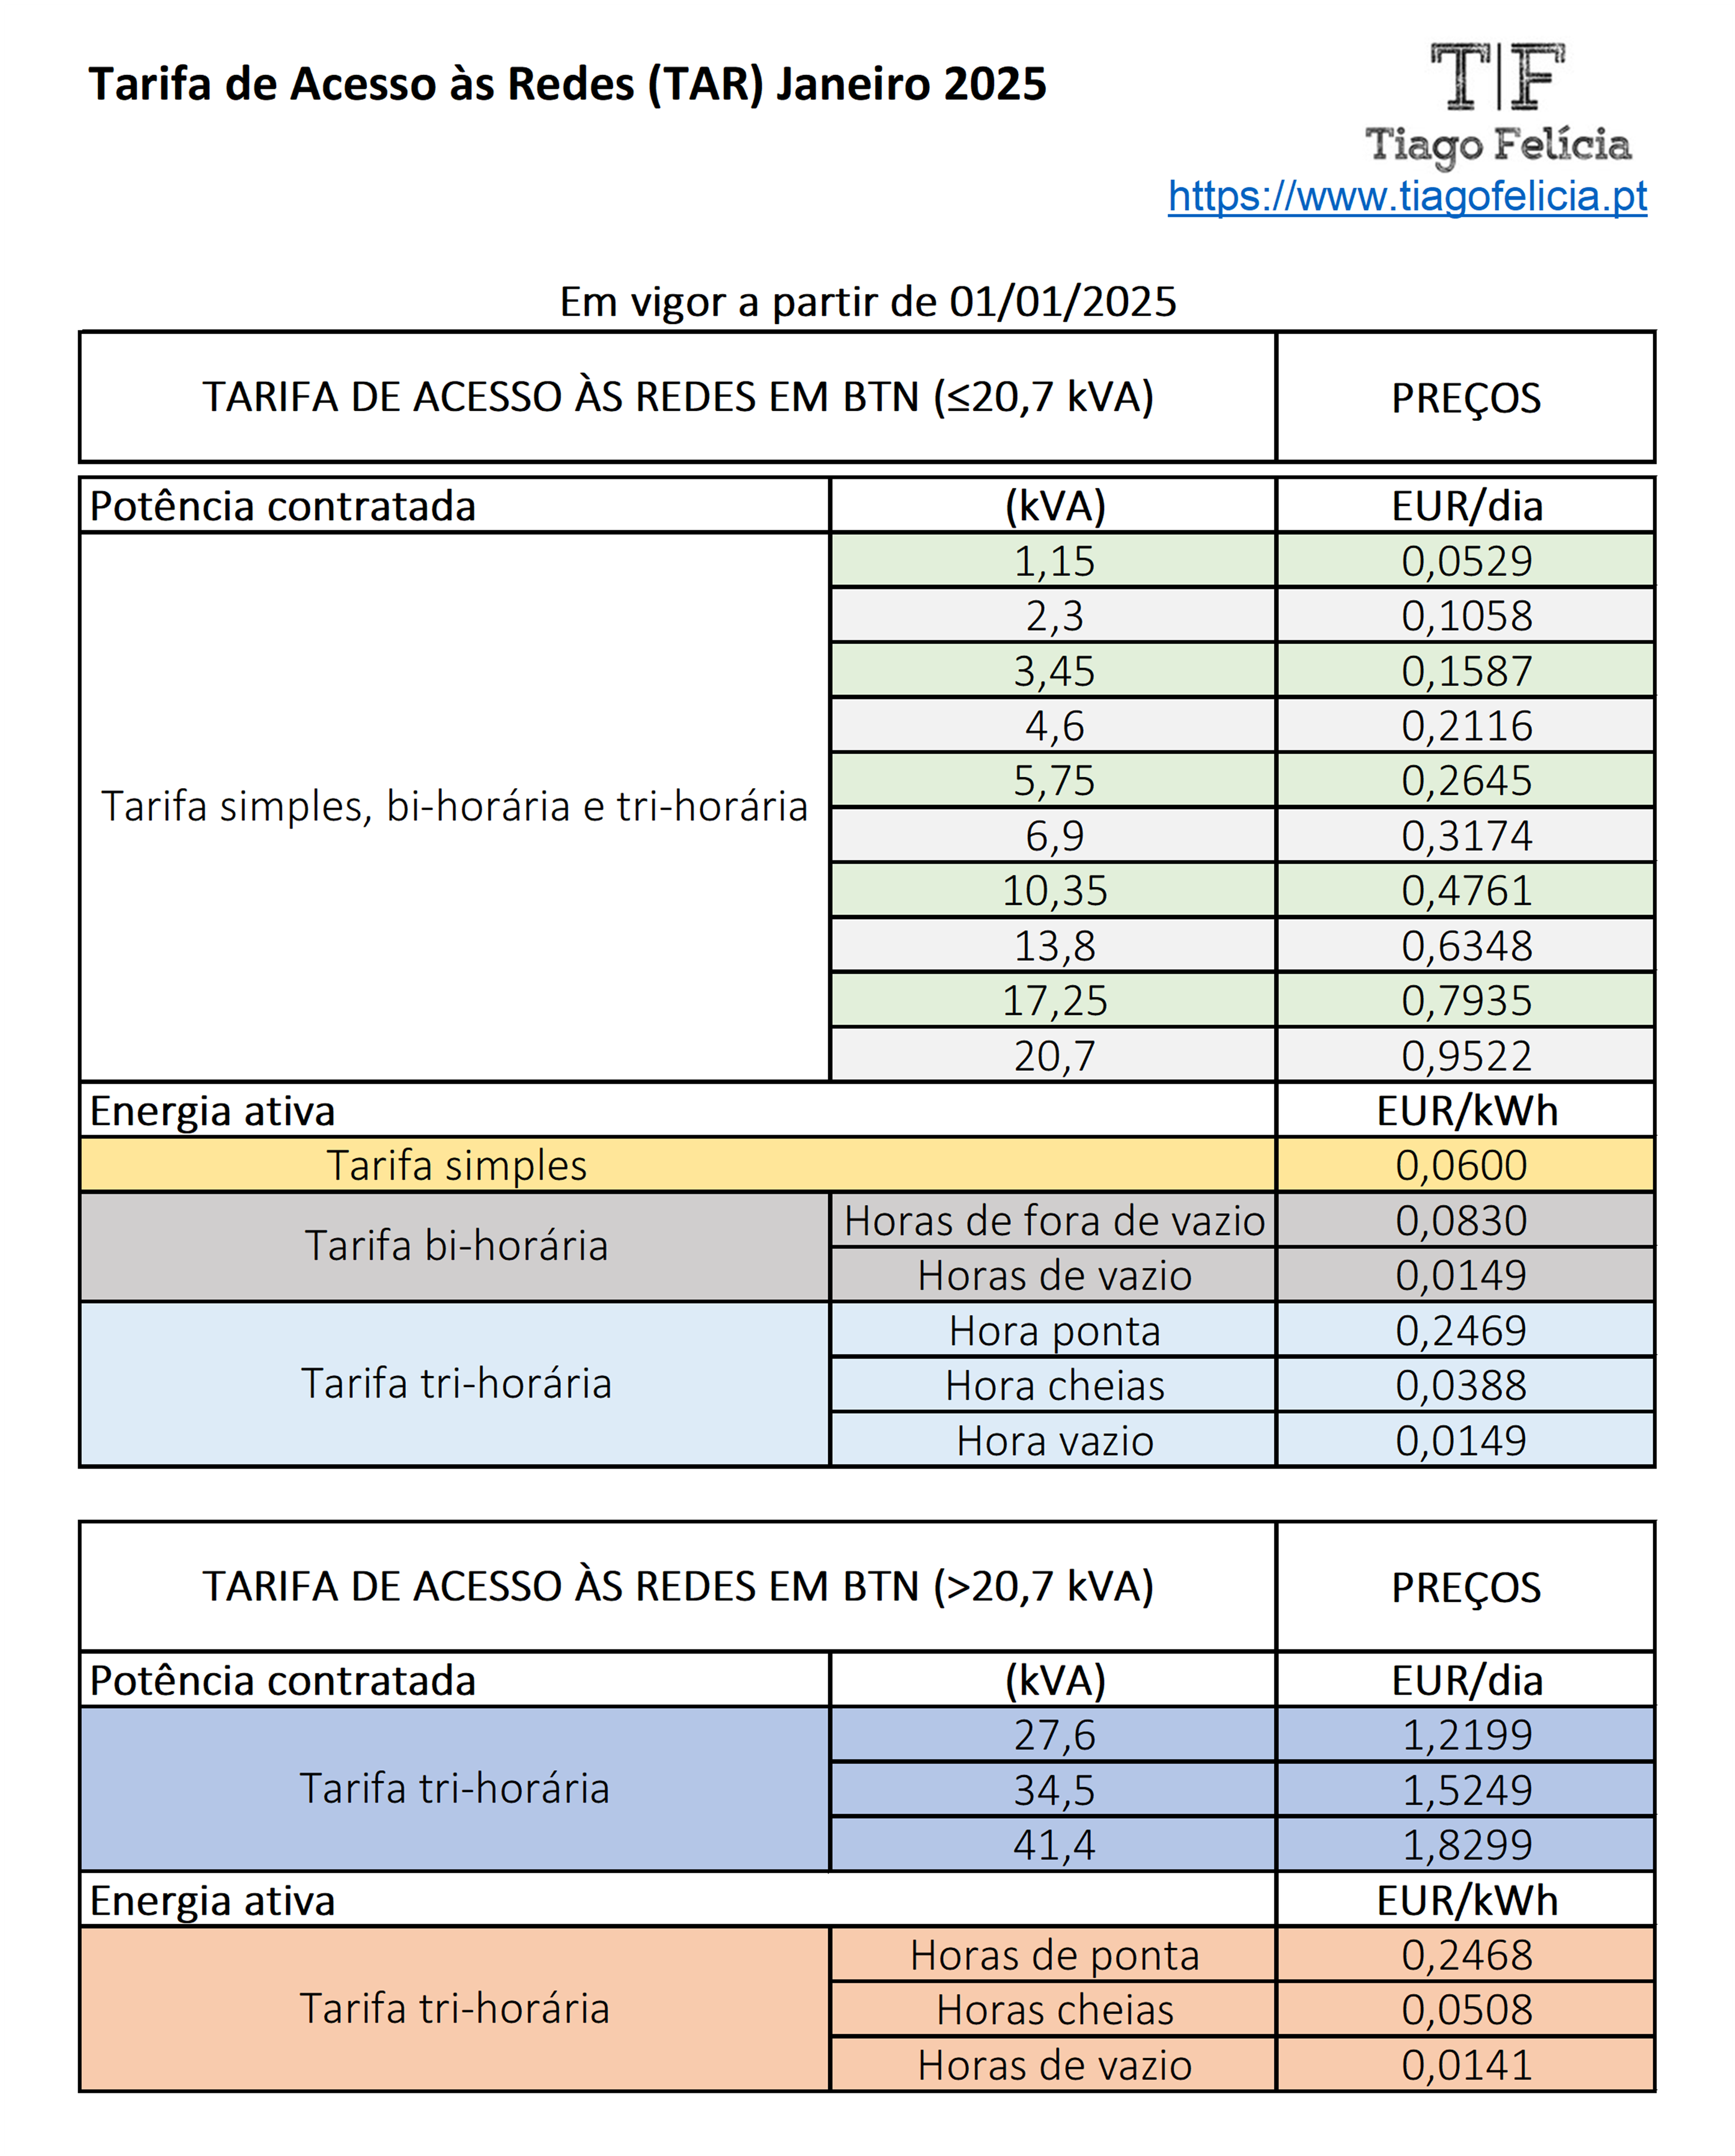 Tarifa de Acesso às Redes (TAR) Janeiro 2025
T|F
Tiago Felícia
https://www.tiagofelicia.pt
Em vigor a partir de 01/01/2025
TARIFA DE ACESSO ÀS REDES EM BTN (≤20,7 kVA) PREÇOS
Potência contratada (kVA) EUR/dia
Tarifa simples, bi-horária e tri-horária
1,15 0,0529
2,3 0,1058
3,45 0,1587
4,6 0,2116
5,75 0,2645
6,9 0,3174
10,35 0,4761
13,8 0,6348
17,25 0,7935
20,7 0,9522
Energia ativa EUR/kWh
Tarifa simples 0,0600
Tarifa bi-horária
Horas de fora de vazio 0,0830
Horas de vazio 0,0149
Tarifa tri-horária
Hora ponta 0,2469
Hora cheias 0,0388
Hora vazio 0,0149
TARIFA DE ACESSO ÀS REDES EM BTN (>20,7 kVA) PREÇOS
Potência contratada (kVA) EUR/dia
Tarifa tri-horária
27,6 1,2199
34,5 1,5249
41,4 1,8299
Energia ativa EUR/kWh
Tarifa tri-horária
Horas de ponta 0,2468
Horas cheias 0,0508
Horas de vazio 0,0141